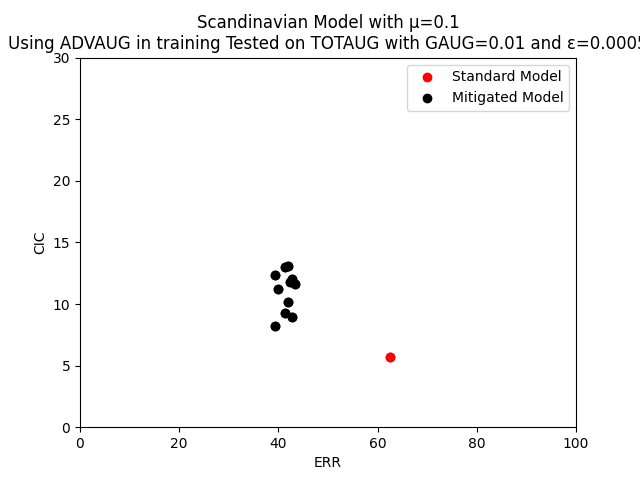 Scandinavian Model with μ=0.1
Using ADVAUG in training Tested on TOTAUG with GAUG=0.01 and ε=0.0005
Standard Model
Mitigated Model
30
25
20
15
10
5
0
CIC
0 20 40 60 80 100
ERR